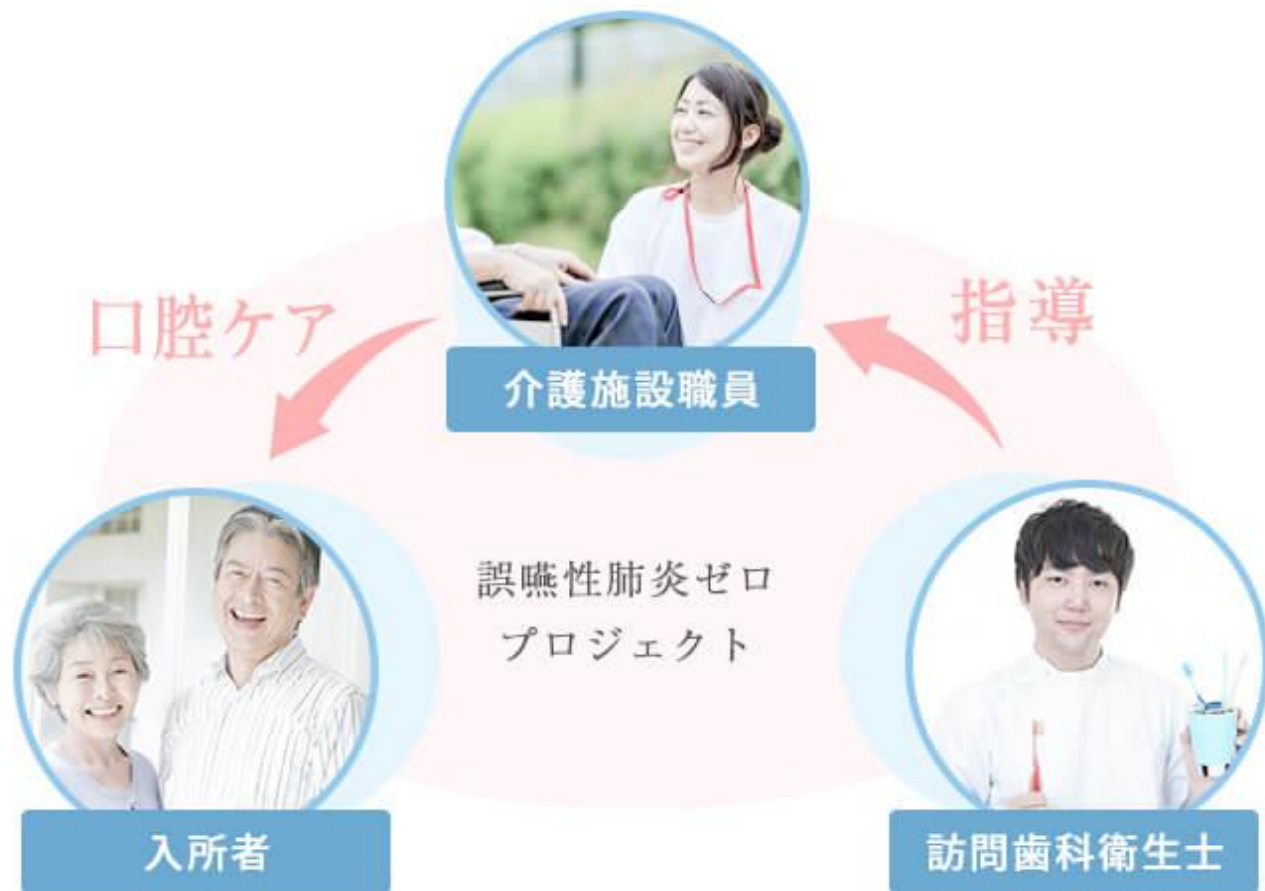 口腔ケア
指導
介護施設職員
誤嚥性肺炎ゼロ
プロジェクト
入所者
訪問歯科衛生士